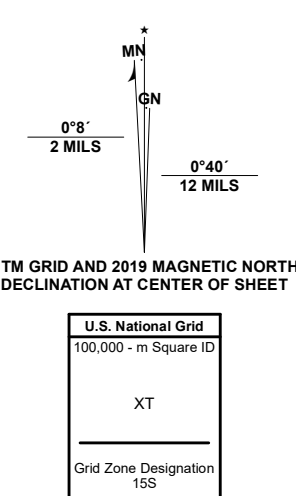 ★
MN
GN
0°8´
2 MILS
0°40´
12 MILS
TM GRID AND 2019 MAGNETIC NORTH
DECLINATION AT CENTER OF SHEET
U.S. National Grid
100,000 - m Square ID
XT
Grid Zone Designation
15S